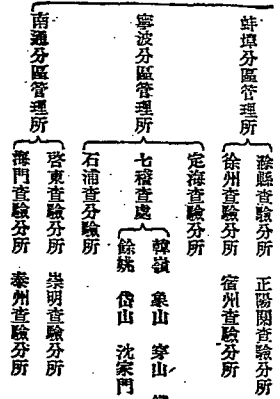 蚌埠分區管理所
滁縣查驗分所　正陽關查驗分所
徐州查驗分所　宿州查驗分所
寧波分區管理所
定海查驗分所
七稽查處
韓嶺　象山　穿山
餘姚　岱山　沈家門
石浦查分驗所
南通分區管理所
啓東查驗分所　崇明查驗分所
海門查驗分所　泰州查驗分所